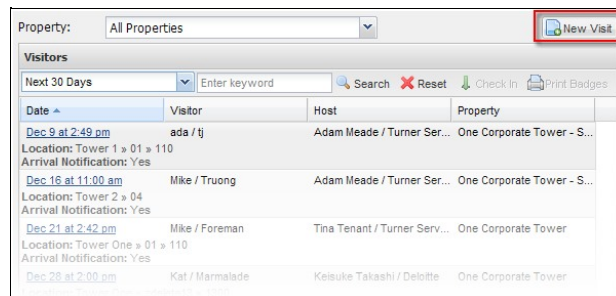 Property: All Properties New Visit
Visitors
Next 30 Days Enter keyword Search Reset Check In Print Badges
Date Visitor Host Property
Dec 9 at 2:49 pm ada / tj Adam Meade / Turner Ser... One Corporate Tower - S...
Location: Tower 1 » 01 » 110
Arrival Notification: Yes
Dec 16 at 11:00 am Mike / Truong Adam Meade / Turner Ser... One Corporate Tower - S...
Location: Tower 2 » 04
Arrival Notification: Yes
Dec 21 at 2:42 pm Mike / Foreman Tina Tenant / Turner Serv... One Corporate Tower
Location: Tower One » 01 » 110
Arrival Notification: Yes
Dec 28 at 2:00 pm Kat / Marmalade Keisuke Takashi / Deloitte One Corporate Tower